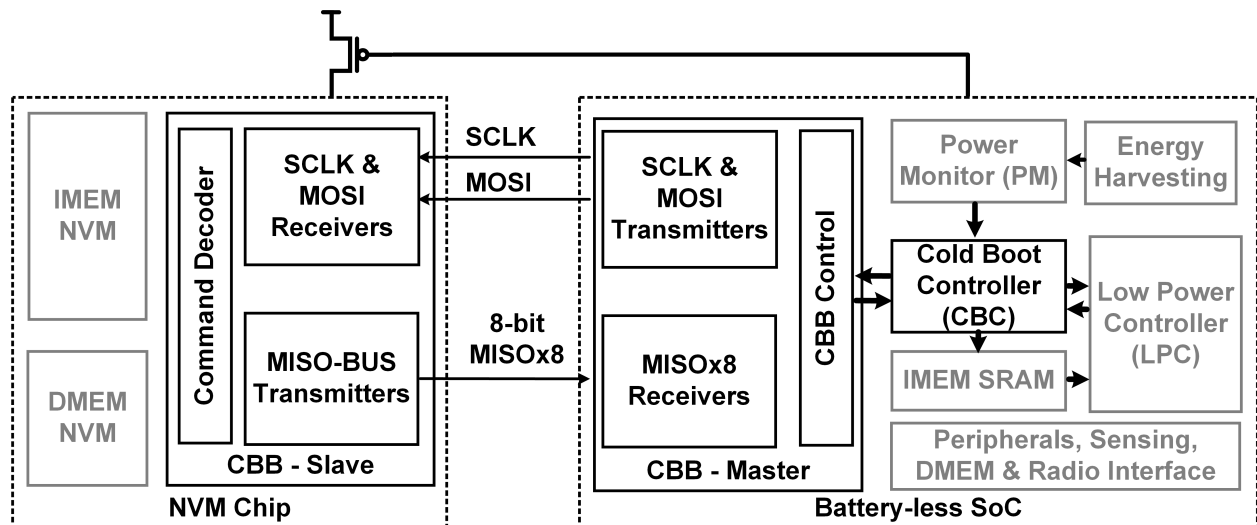 IMEM
NVM
DMEM
NVM
Command Decoder
SCLK &
MOSI
Receivers
MISO-BUS
Transmitters
CBB - Slave
NVM Chip
SCLK
MOSI
8-bit
MISOx8
SCLK &
MOSI
Transmitters
MISOx8
Receivers
CBB Control
CBB - Master
Power
Monitor (PM)
Energy
Harvesting
Cold Boot
Controller
(CBC)
Low Power
Controller
(LPC)
IMEM SRAM
Peripherals, Sensing,
DMEM & Radio Interface
Battery-less SoC